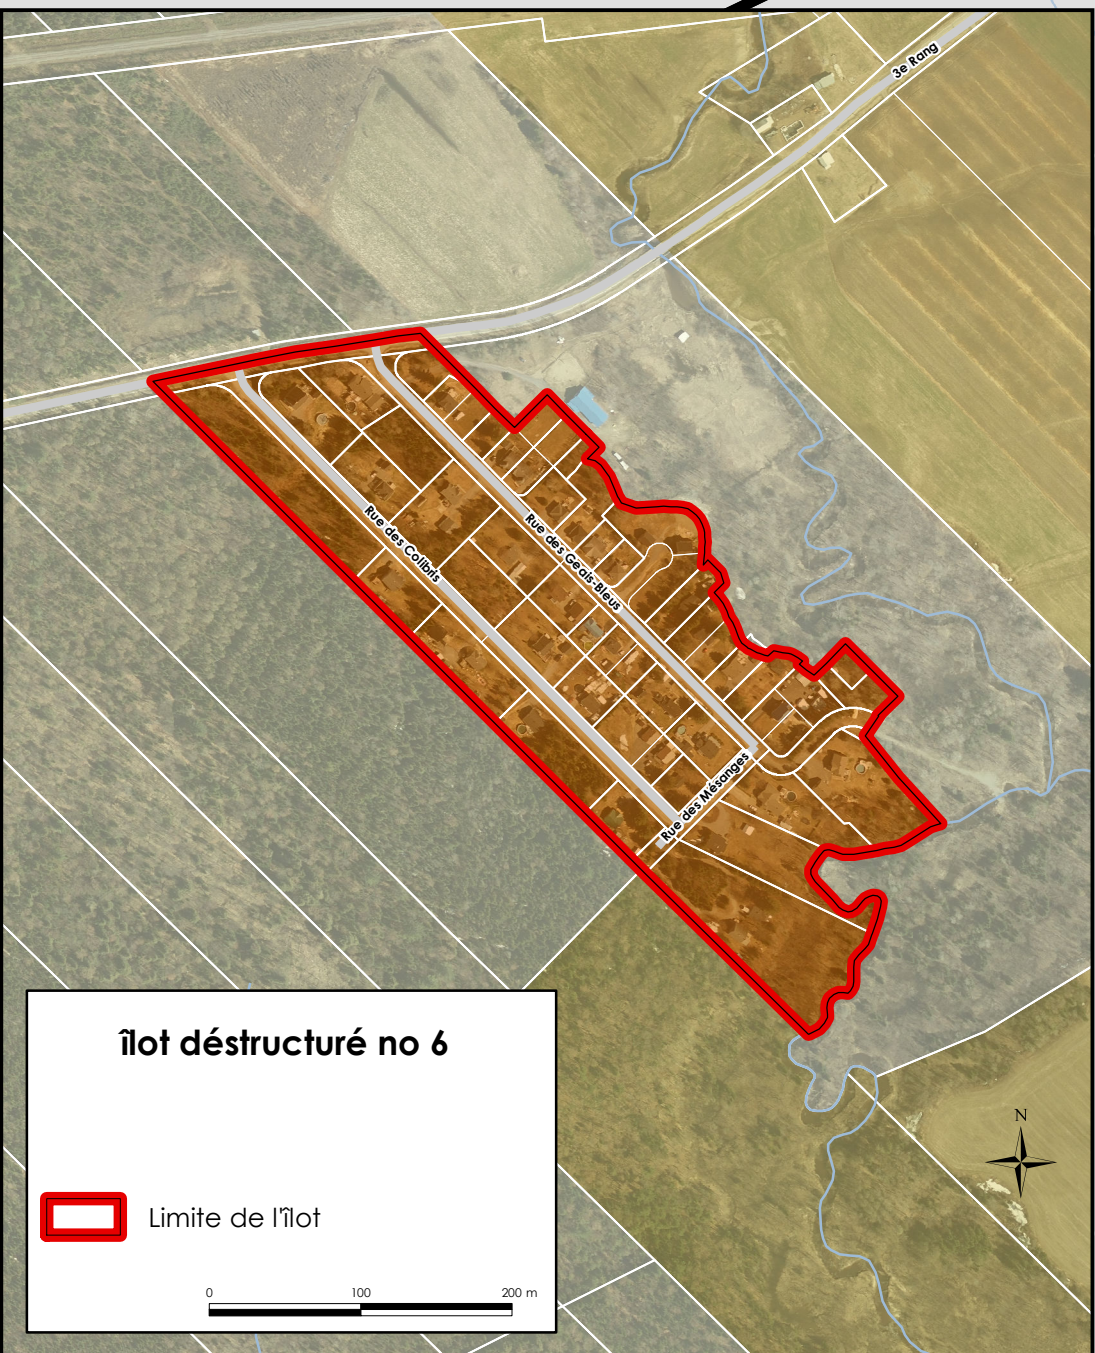 3e Rang
Rue des Colibris
Rue des Geais-Bleus
Rue des Mésanges
îlot déstructuré no 6
Limite de l'îlot
0 100 200 m
N